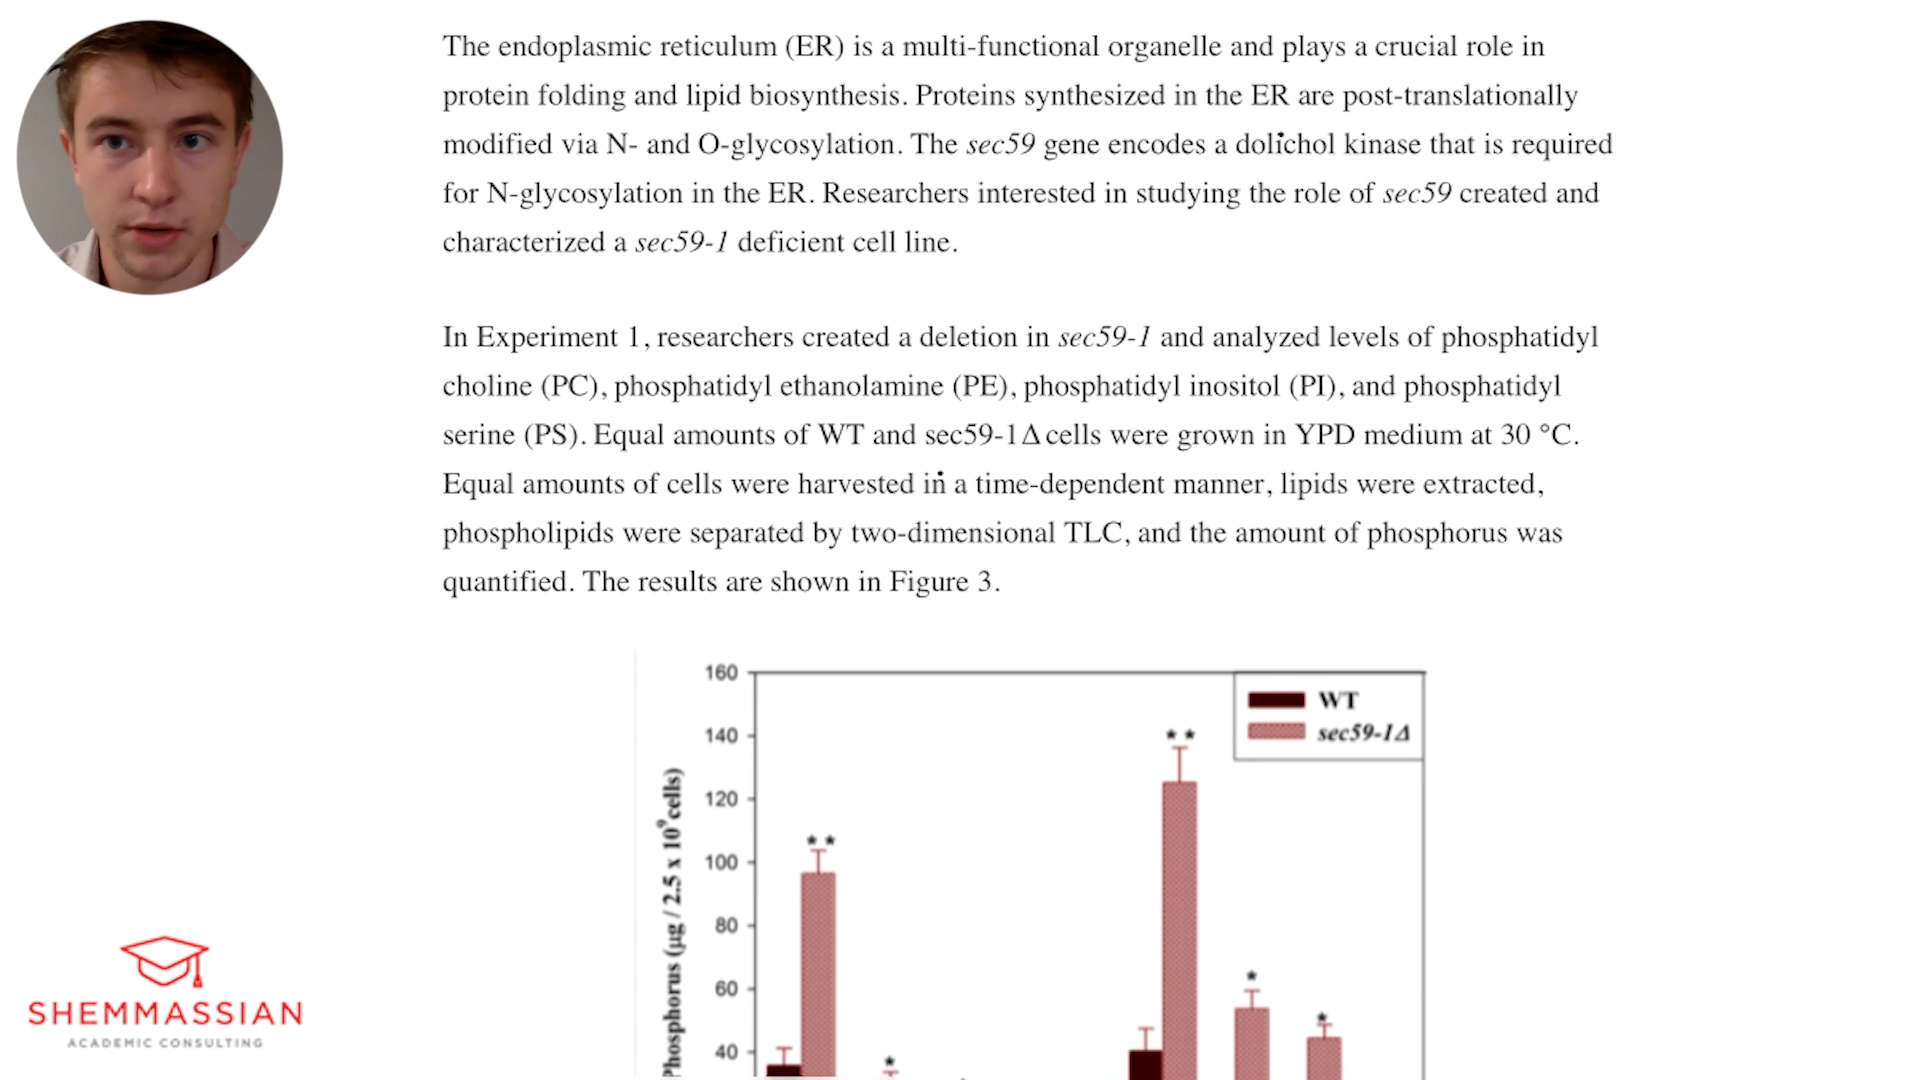 The endoplasmic reticulum (ER) is a multi-functional organelle and plays a crucial role in
protein folding and lipid biosynthesis. Proteins synthesized in the ER are post-translationally
modified via N- and O-glycosylation. The sec59 gene encodes a dolichol kinase that is required
for N-glycosylation in the ER. Researchers interested in studying the role of sec59 created and
characterized a sec59-1 deficient cell line.
In Experiment 1, researchers created a deletion in sec59-1 and analyzed levels of phosphatidyl
choline (PC), phosphatidyl ethanolamine (PE), phosphatidyl inositol (PI), and phosphatidyl
serine (PS). Equal amounts of WT and sec59-1Δ cells were grown in YPD medium at 30 °C.
Equal amounts of cells were harvested in a time-dependent manner, lipids were extracted,
phospholipids were separated by two-dimensional TLC, and the amount of phosphorus was
quantified. The results are shown in Figure 3.
160
WT
sec59-1Δ
140
* *
120
Phosphorus (µg / 2.5 x 10⁹cells)
* *
100
80
60
*
*
40
*
SHEMMASSIAN
ACADEMIC CONSULTING